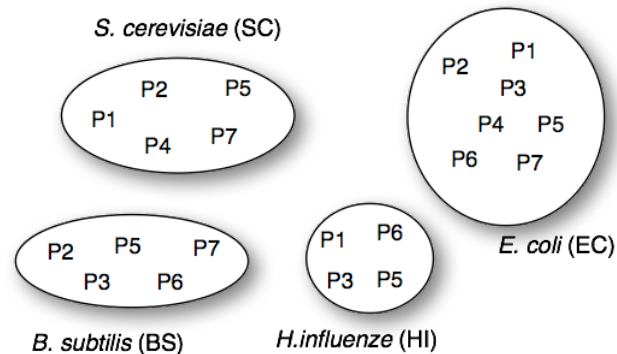 S. cerevisiae (SC)
P2 P5
P1
P4 P7
P1
P2
P3
P4 P5
P6 P7
E. coli (EC)
P2 P5 P7
P3 P6
B. subtilis (BS)
P1 P6
P3 P5
H.influenze (HI)